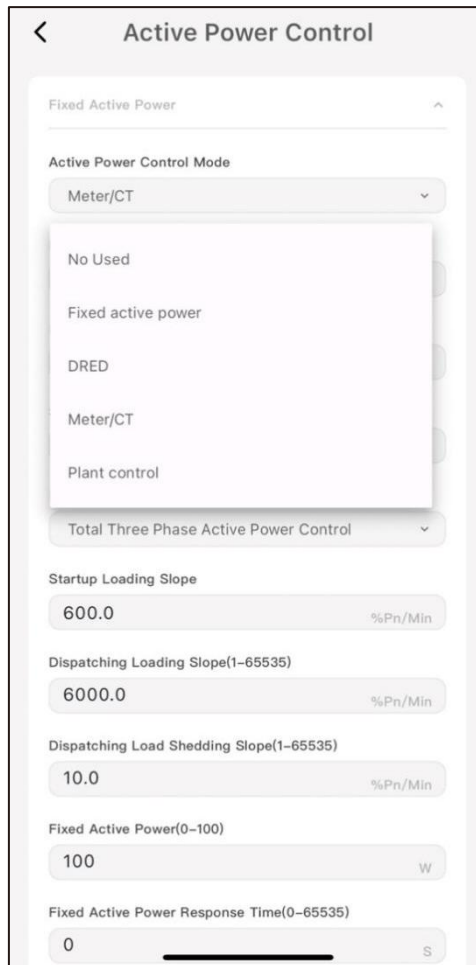 Active Power Control
Fixed Active Power
Active Power Control Mode
Meter/CT
No Used
Fixed active power
DRED
Meter/CT
Plant control
Total Three Phase Active Power Control
Startup Loading Slope
600.0 %Pn/Min
Dispatching Loading Slope(1-65535)
6000.0 %Pn/Min
Dispatching Load Shedding Slope(1-65535)
10.0 %Pn/Min
Fixed Active Power(0-100)
100 W
Fixed Active Power Response Time(0-65535)
0 S